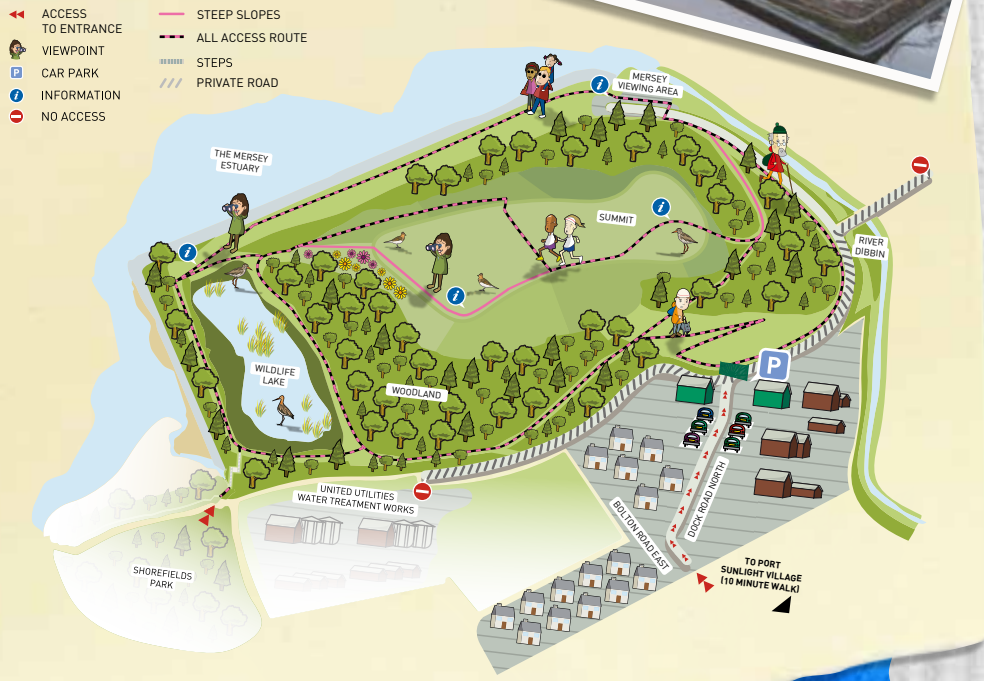 ACCESS
TO ENTRANCE
VIEWPOINT
P
CAR PARK
i
INFORMATION
NO ACCESS
STEEP SLOPES
ALL ACCESS ROUTE
STEPS
PRIVATE ROAD
i
MERSEY
VIEWING AREA
THE MERSEY
ESTUARY
i
SUMMIT
i
RIVER
DIBBIN
i
WILDLIFE
LAKE
WOODLAND
P
UNITED UTILITIES
WATER TREATMENT WORKS
BOLTON ROAD EAST
DOCK ROAD NORTH
SHOREFIELDS
PARK
TO PORT
SUNLIGHT VILLAGE
(10 MINUTE WALK)